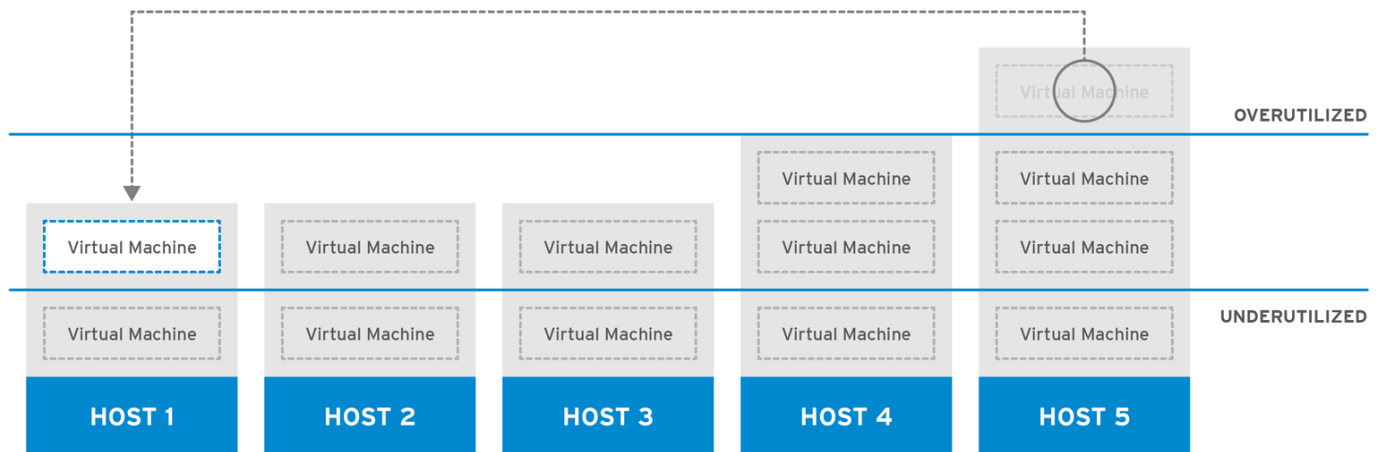 Virtual Machine
OVERUTILIZED
Virtual Machine Virtual Machine
Virtual Machine Virtual Machine Virtual Machine Virtual Machine Virtual Machine
UNDERUTILIZED
Virtual Machine Virtual Machine Virtual Machine Virtual Machine Virtual Machine
HOST 1 HOST 2 HOST 3 HOST 4 HOST 5